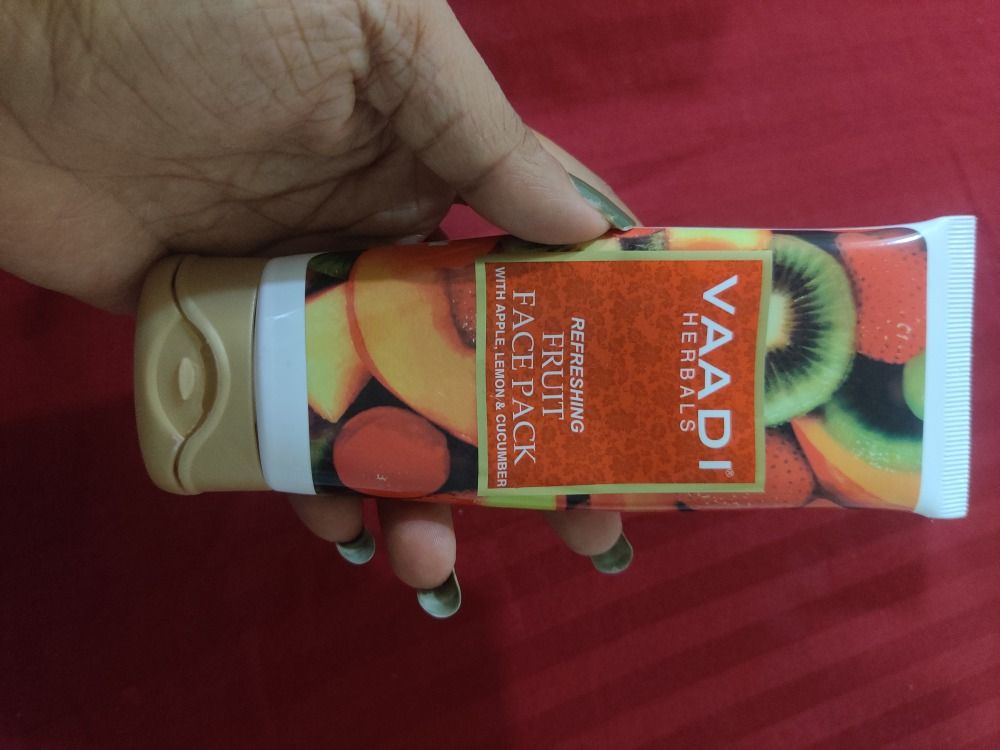 VAADI®
HERBALS
REFRESHING
FRUIT
FACE PACK
WITH APPLE, LEMON & CUCUMBER